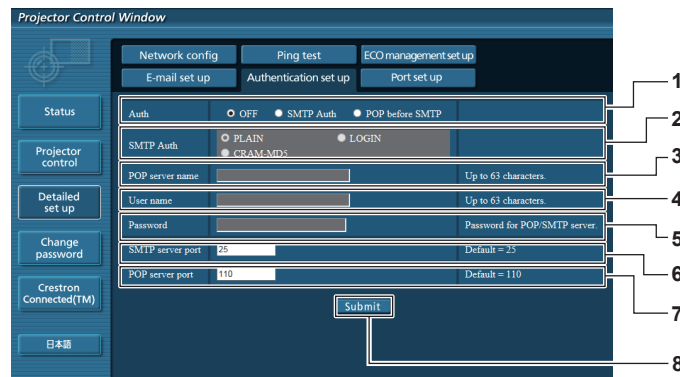 Projector Control Window
Network config Ping test ECO management set up
E-mail set up Authentication set up Port set up
Status
Projector control
Detailed set up
Change password
Crestron Connected(TM)
日本語
Auth OFF SMTP Auth POP before SMTP
SMTP Auth PLAIN LOGIN
CRAM-MD5
POP server name Up to 63 characters.
User name Up to 63 characters.
Password Password for POP/SMTP server.
SMTP server port 25 Default = 25
POP server port 110 Default = 110
Submit
1
2
3
4
5
6
7
8